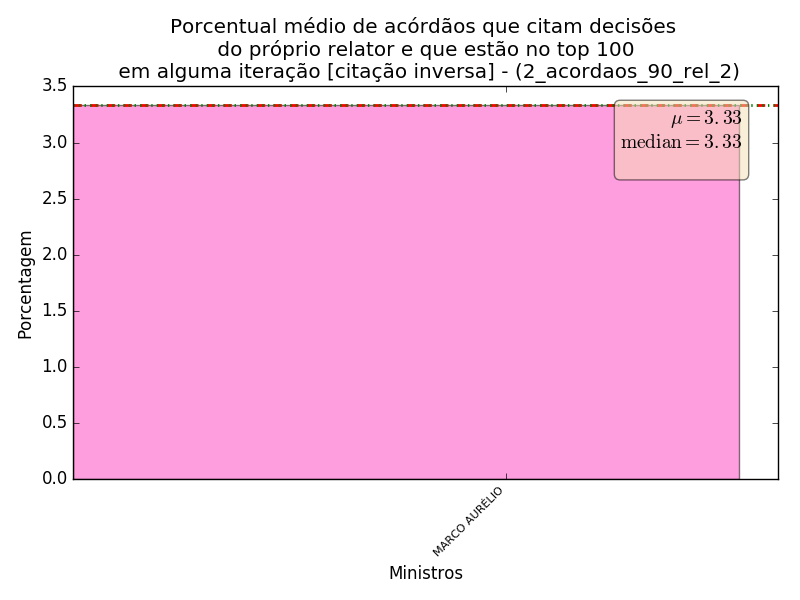 Porcentual médio de acórdãos que citam decisões
do próprio relator e que estão no top 100
em alguma iteração [citação inversa] - (2_acordaos_90_rel_2)
3.5
3.0
2.5
2.0
1.5
1.0
0.5
0.0
Porcentagem
μ = 3.33
median = 3.33
MARCO AURÉLIO
Ministros